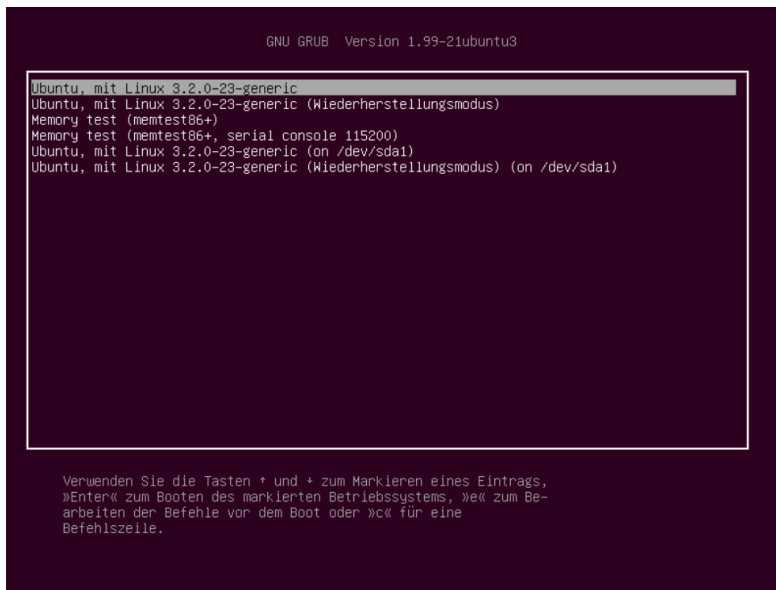 GNU GRUB  Version 1.99-21ubuntu3
Ubuntu, mit Linux 3.2.0-23-generic
Ubuntu, mit Linux 3.2.0-23-generic (Wiederherstellungsmodus)
Memory test (memtest86+)
Memory test (memtest86+, serial console 115200)
Ubuntu, mit Linux 3.2.0-23-generic (on /dev/sda1)
Ubuntu, mit Linux 3.2.0-23-generic (Wiederherstellungsmodus) (on /dev/sda1)
Verwenden Sie die Tasten ↑ und ↓ zum Markieren eines Eintrags,
»Enter« zum Booten des markierten Betriebssystems, »e« zum Be-
arbeiten der Befehle vor dem Boot oder »c« für eine
Befehlszeile.